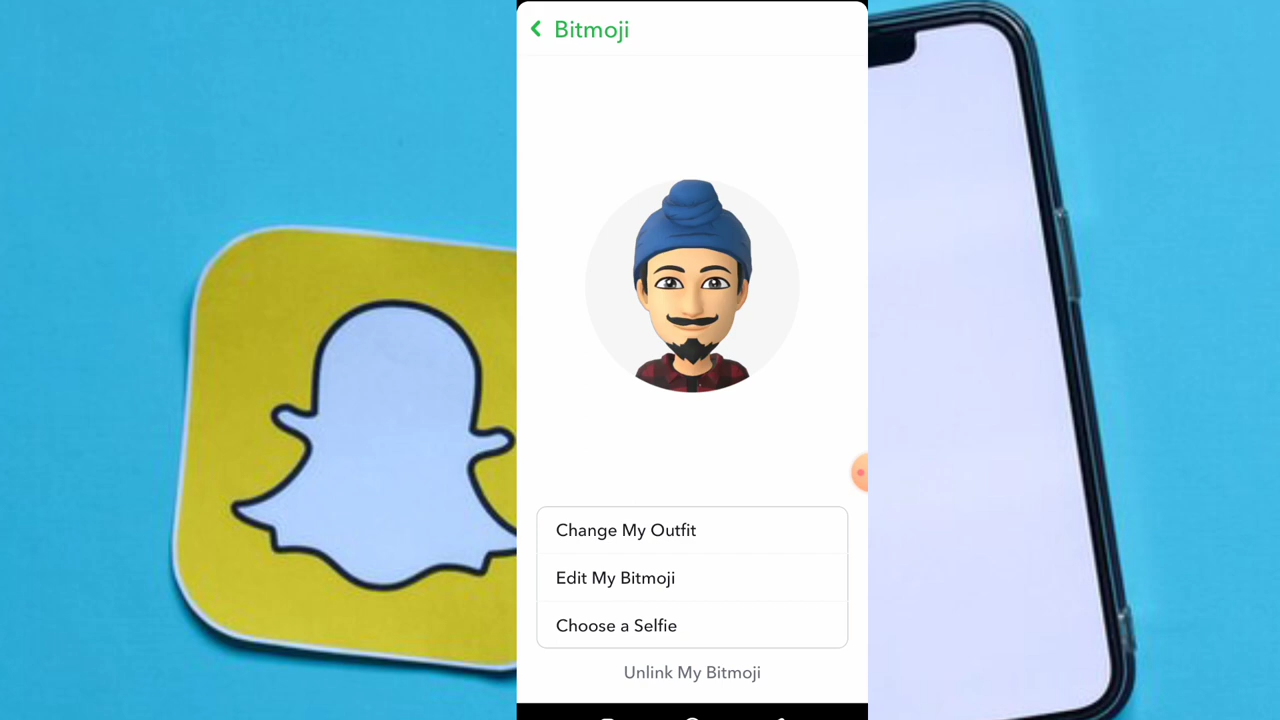 Bitmoji
Change My Outfit
Edit My Bitmoji
Choose a Selfie
Unlink My Bitmoji